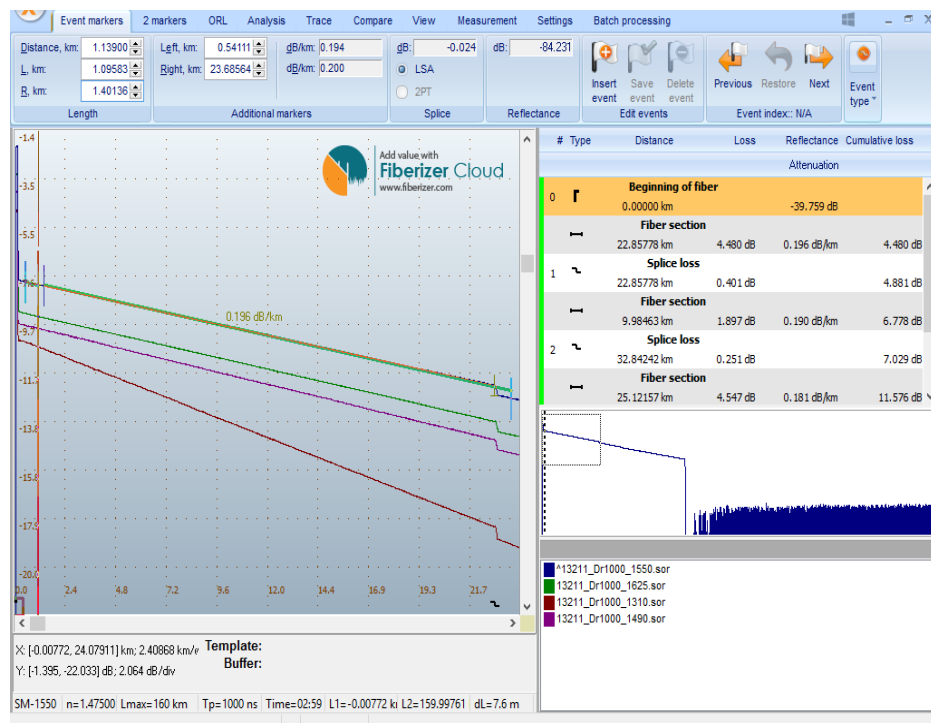 Event markers 2 markers ORL Analysis Trace Compare View Measurement Settings Batch processing
Distance, km: 1.13900 Left, km: 0.54111 dB/km: 0.194 dB: -0.024 dB: -84.231
L, km: 1.09583 Right, km: 23.68564 dB/km: 0.200 LSA
R, km: 1.40136 2PT
Insert event Save event Delete event Previous Restore Next Event type
Length Additional markers Splice Reflectance Edit events Event index:: N/A
# Type Distance Loss Reflectance Cumulative loss
Attenuation
0 Beginning of fiber
0.00000 km -39.759 dB
Fiber section
22.85778 km 4.480 dB 0.196 dB/km 4.480 dB
1 Splice loss
22.85778 km 0.401 dB 4.881 dB
Fiber section
9.98463 km 1.897 dB 0.190 dB/km 6.778 dB
2 Splice loss
32.84242 km 0.251 dB 7.029 dB
Fiber section
25.12157 km 4.547 dB 0.181 dB/km 11.576 dB
Add value with
Fiberizer Cloud
www.fiberizer.com
-1.4
-3.5
-5.5
-7.6
-9.7
-11.7
-13.8
-15.8
-17.9
-20.0
0.196 dB/km
0.0 2.4 4.8 7.2 9.6 12.0 14.4 16.9 19.3 21.7
^13211_Dr1000_1550.sor
13211_Dr1000_1625.sor
13211_Dr1000_1310.sor
13211_Dr1000_1490.sor
X: [-0.00772, 24.07911] km; 2.40868 km/ Template:
Buffer:
Y: [-1.395, -22.033] dB; 2.064 dB/div
SM-1550 n=1.47500 Lmax=160 km Tp=1000 ns Time=02:59 L1=-0.00772 ki L2=159.99761 dL=7.6 m